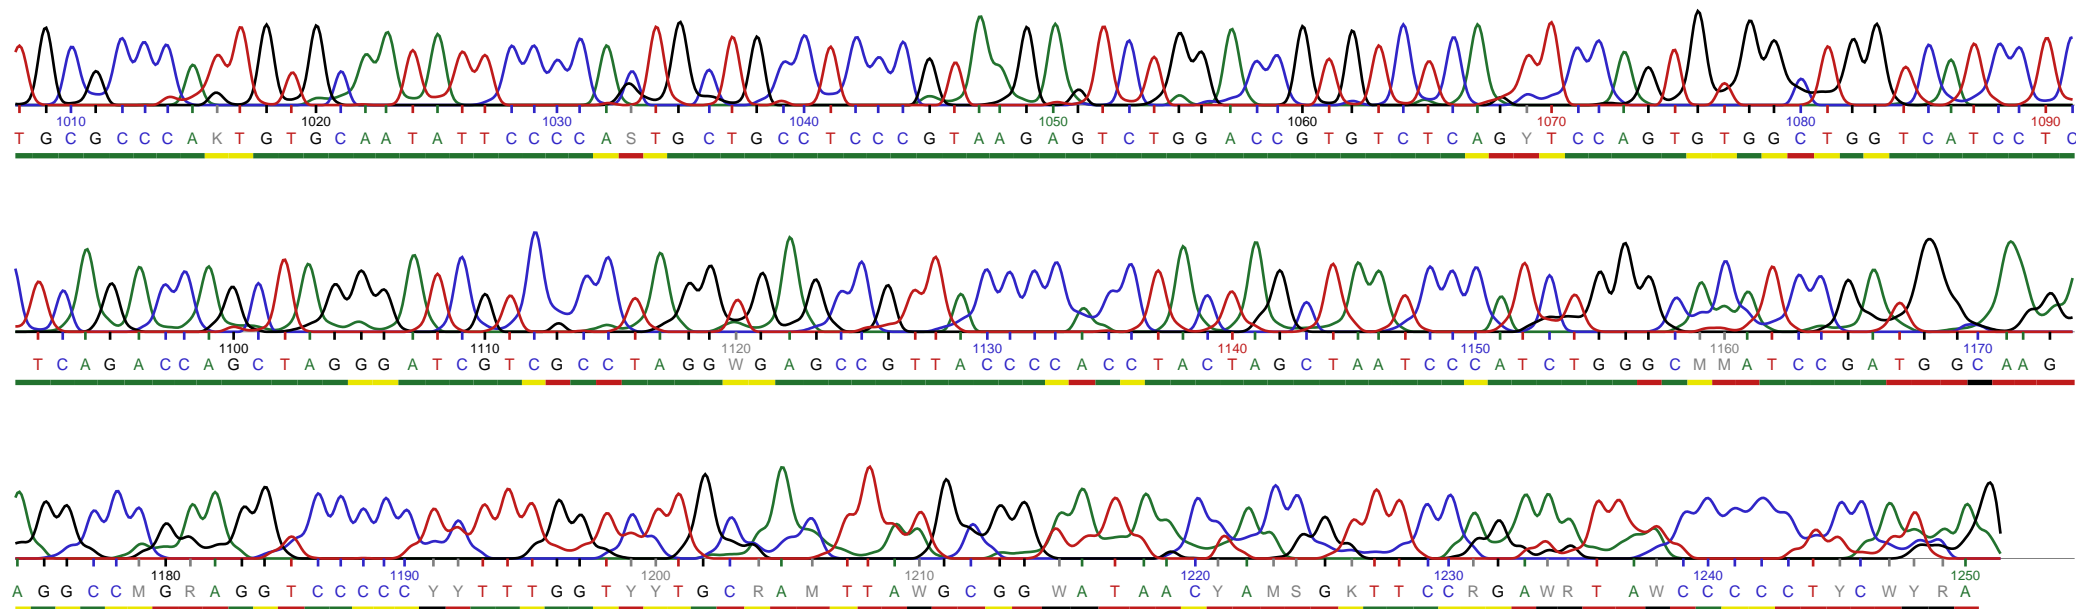 1010 1020 1030 1040 1050 1060 1070 1080 1090
T G C G C C C A K T G T G C A A T A T T C C C C A S T G C T G C C T C C C G T A A G A G T C T G G A C C G T G T C T C A G Y T C C A G T G T G G C T G G T C A T C C T C
1100 1110 1120 1130 1140 1150 1160 1170
T C A G A C C A G C T A G G G A T C G T C G C C T A G G W G A G C C G T T A C C C C A C C T A C T A G C T A A T C C C A T C T G G G C M M A T C C G A T G G C A A G
1180 1190 1200 1210 1220 1230 1240 1250
A G G C C M G R A G G T C C C C C Y Y T T T G G T Y Y T G C R A M T T A W G C G G W A T A A C Y A M S G K T T C C R G A W R T A W C C C C C T Y C W Y R A